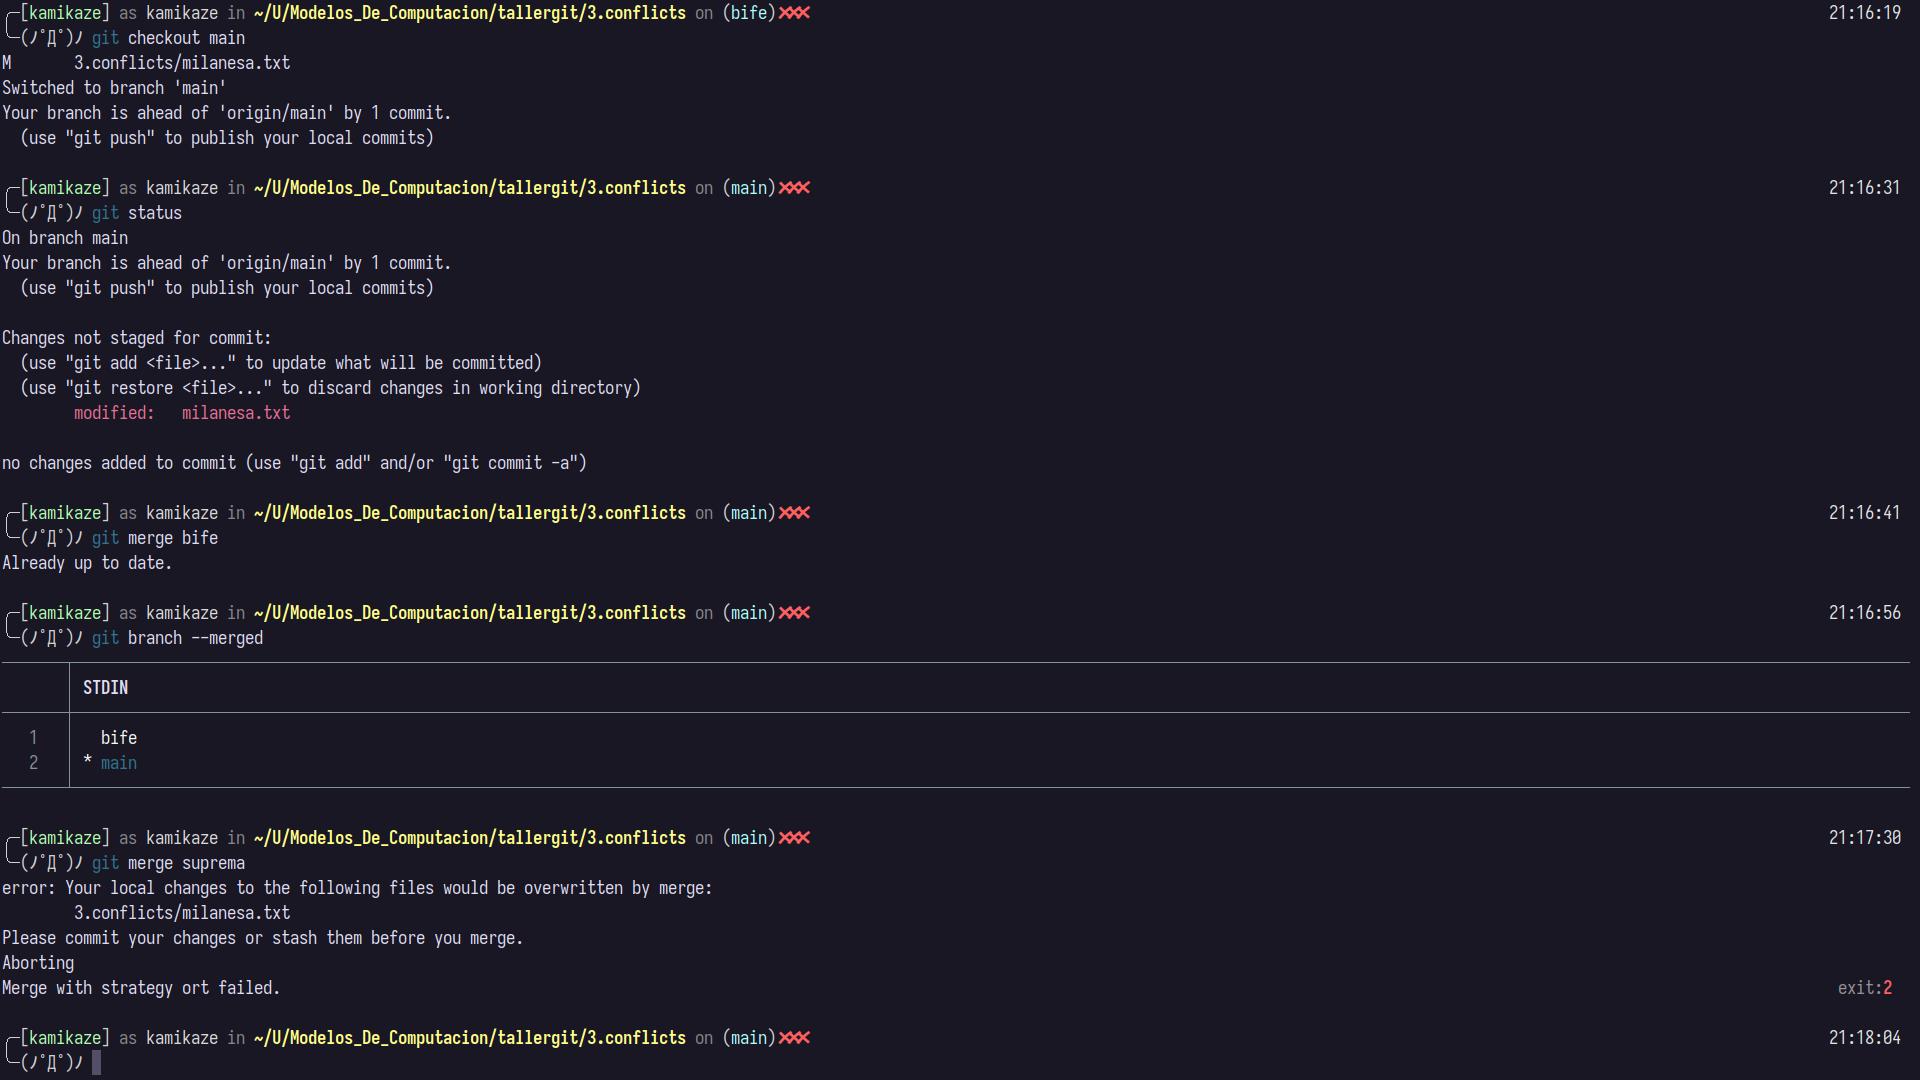 [kamikaze] as kamikaze in ~/U/Modelos_De_Computacion/tallergit/3.conflicts on (bife)✗✗✗ 21:16:19
(ﾉ˚Д˚)ﾉ git checkout main
M       3.conflicts/milanesa.txt
Switched to branch 'main'
Your branch is ahead of 'origin/main' by 1 commit.
  (use "git push" to publish your local commits)
[kamikaze] as kamikaze in ~/U/Modelos_De_Computacion/tallergit/3.conflicts on (main)✗✗✗ 21:16:31
(ﾉ˚Д˚)ﾉ git status
On branch main
Your branch is ahead of 'origin/main' by 1 commit.
  (use "git push" to publish your local commits)
Changes not staged for commit:
  (use "git add <file>..." to update what will be committed)
  (use "git restore <file>..." to discard changes in working directory)
        modified:   milanesa.txt
no changes added to commit (use "git add" and/or "git commit -a")
[kamikaze] as kamikaze in ~/U/Modelos_De_Computacion/tallergit/3.conflicts on (main)✗✗✗ 21:16:41
(ﾉ˚Д˚)ﾉ git merge bife
Already up to date.
[kamikaze] as kamikaze in ~/U/Modelos_De_Computacion/tallergit/3.conflicts on (main)✗✗✗ 21:16:56
(ﾉ˚Д˚)ﾉ git branch --merged
STDIN
1   bife
2 * main
[kamikaze] as kamikaze in ~/U/Modelos_De_Computacion/tallergit/3.conflicts on (main)✗✗✗ 21:17:30
(ﾉ˚Д˚)ﾉ git merge suprema
error: Your local changes to the following files would be overwritten by merge:
        3.conflicts/milanesa.txt
Please commit your changes or stash them before you merge.
Aborting
Merge with strategy ort failed. exit:2
[kamikaze] as kamikaze in ~/U/Modelos_De_Computacion/tallergit/3.conflicts on (main)✗✗✗ 21:18:04
(ﾉ˚Д˚)ﾉ